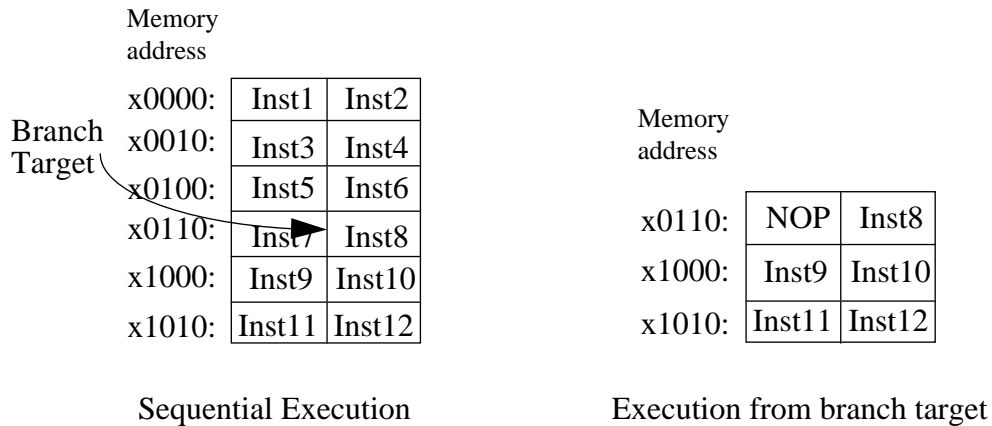 Memory
address
x0000: Inst1 Inst2
x0010: Inst3 Inst4
Branch
Target
x0100: Inst5 Inst6
x0110: Inst7 Inst8
x1000: Inst9 Inst10
x1010: Inst11 Inst12
Sequential Execution
Memory
address
x0110: NOP Inst8
x1000: Inst9 Inst10
x1010: Inst11 Inst12
Execution from branch target